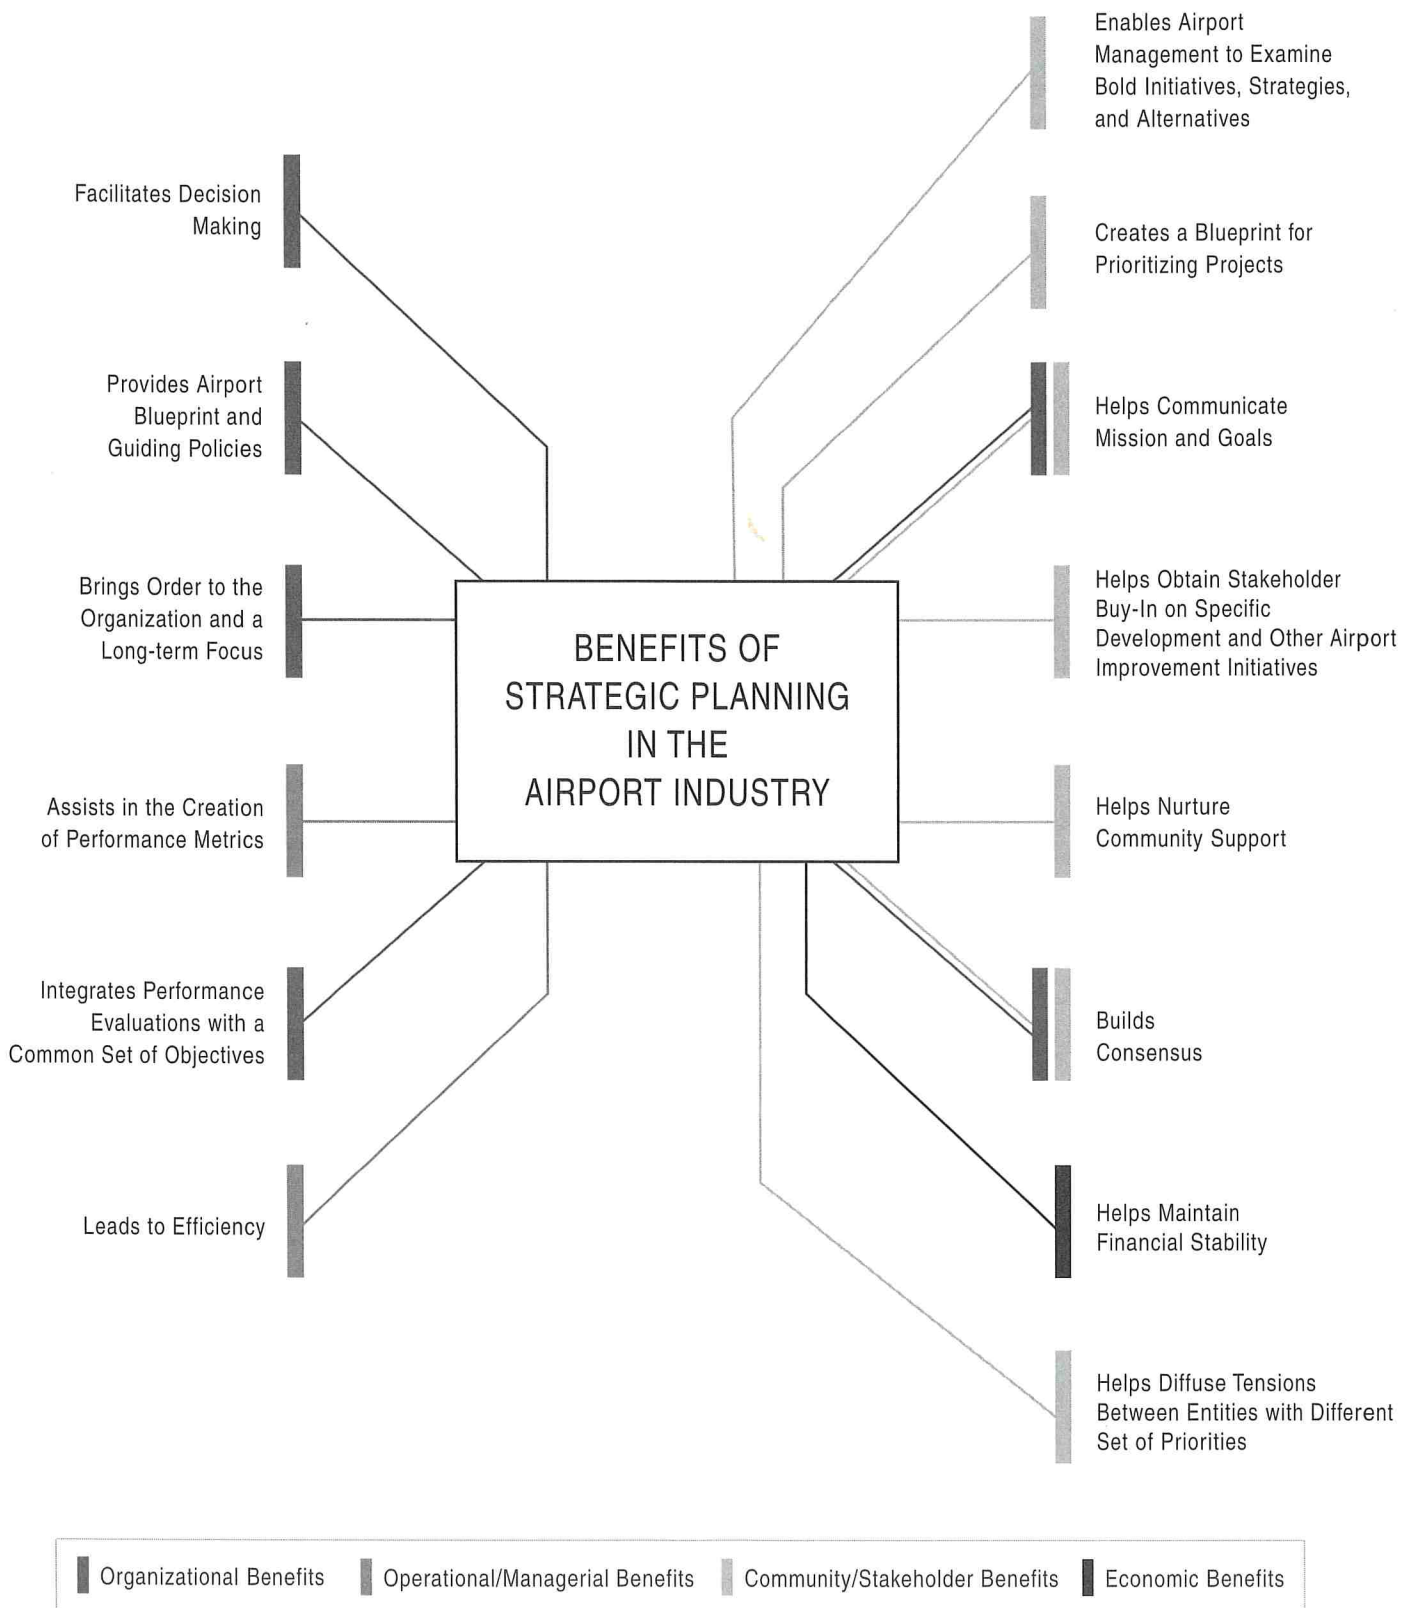 Enables Airport
Management to Examine
Bold Initiatives, Strategies,
and Alternatives
Facilitates Decision
Making
Creates a Blueprint for
Prioritizing Projects
Provides Airport
Blueprint and
Guiding Policies
Helps Communicate
Mission and Goals
Brings Order to the
Organization and a
Long-term Focus
Helps Obtain Stakeholder
Buy-In on Specific
Development and Other Airport
Improvement Initiatives
BENEFITS OF
STRATEGIC PLANNING
IN THE
AIRPORT INDUSTRY
Assists in the Creation
of Performance Metrics
Helps Nurture
Community Support
Integrates Performance
Evaluations with a
Common Set of Objectives
Builds
Consensus
Leads to Efficiency
Helps Maintain
Financial Stability
Helps Diffuse Tensions
Between Entities with Different
Set of Priorities
Organizational Benefits
Operational/Managerial Benefits
Community/Stakeholder Benefits
Economic Benefits